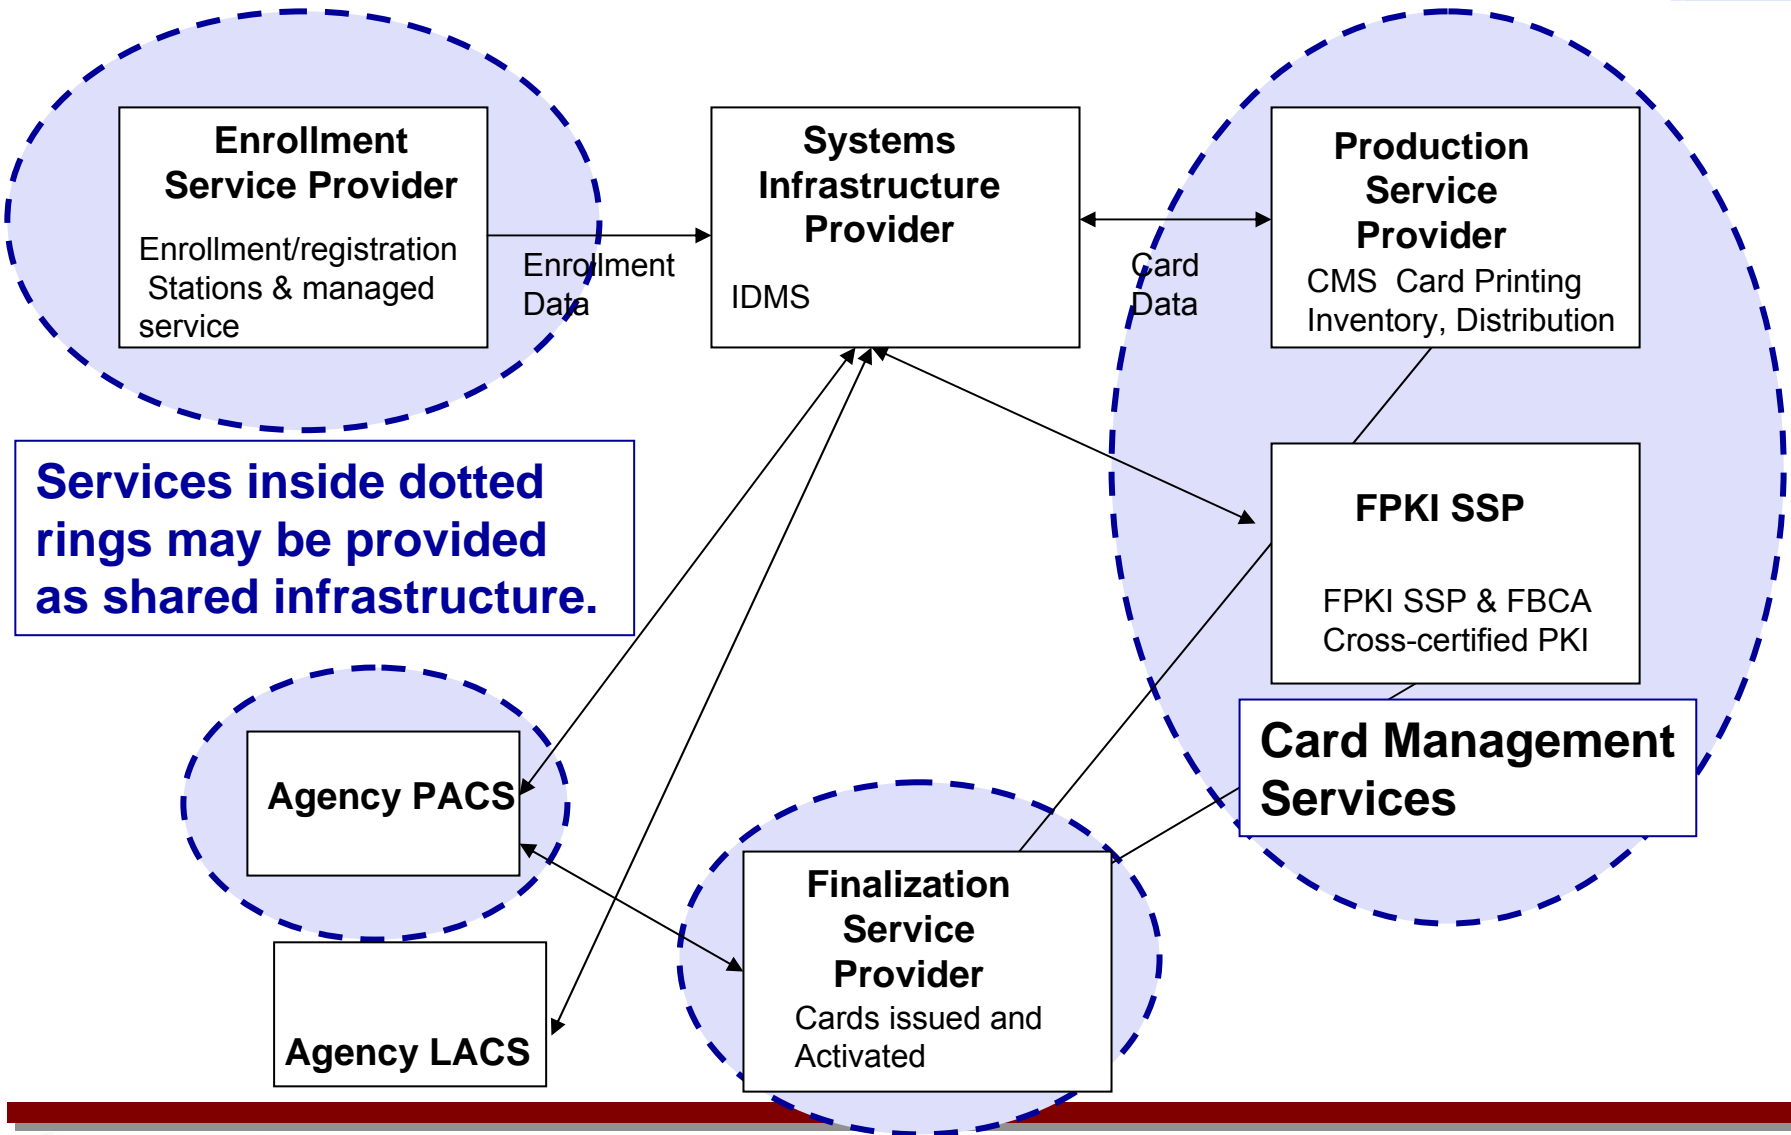 Enrollment
Service Provider
Enrollment/registration
Stations & managed
service
Enrollment
Data
Systems
Infrastructure
Provider
IDMS
Card
Data
Production
Service
Provider
CMS  Card Printing
Inventory, Distribution
Services inside dotted
rings may be provided
as shared infrastructure.
FPKI SSP
FPKI SSP & FBCA
Cross-certified PKI
Card Management
Services
Agency PACS
Agency LACS
Finalization
Service
Provider
Cards issued and
Activated